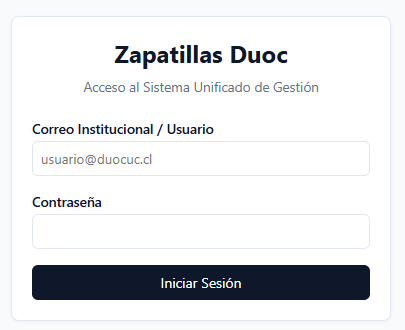 Zapatillas Duoc
Acceso al Sistema Unificado de Gestión
Correo Institucional / Usuario
usuario@duocuc.cl
Contraseña
Iniciar Sesión